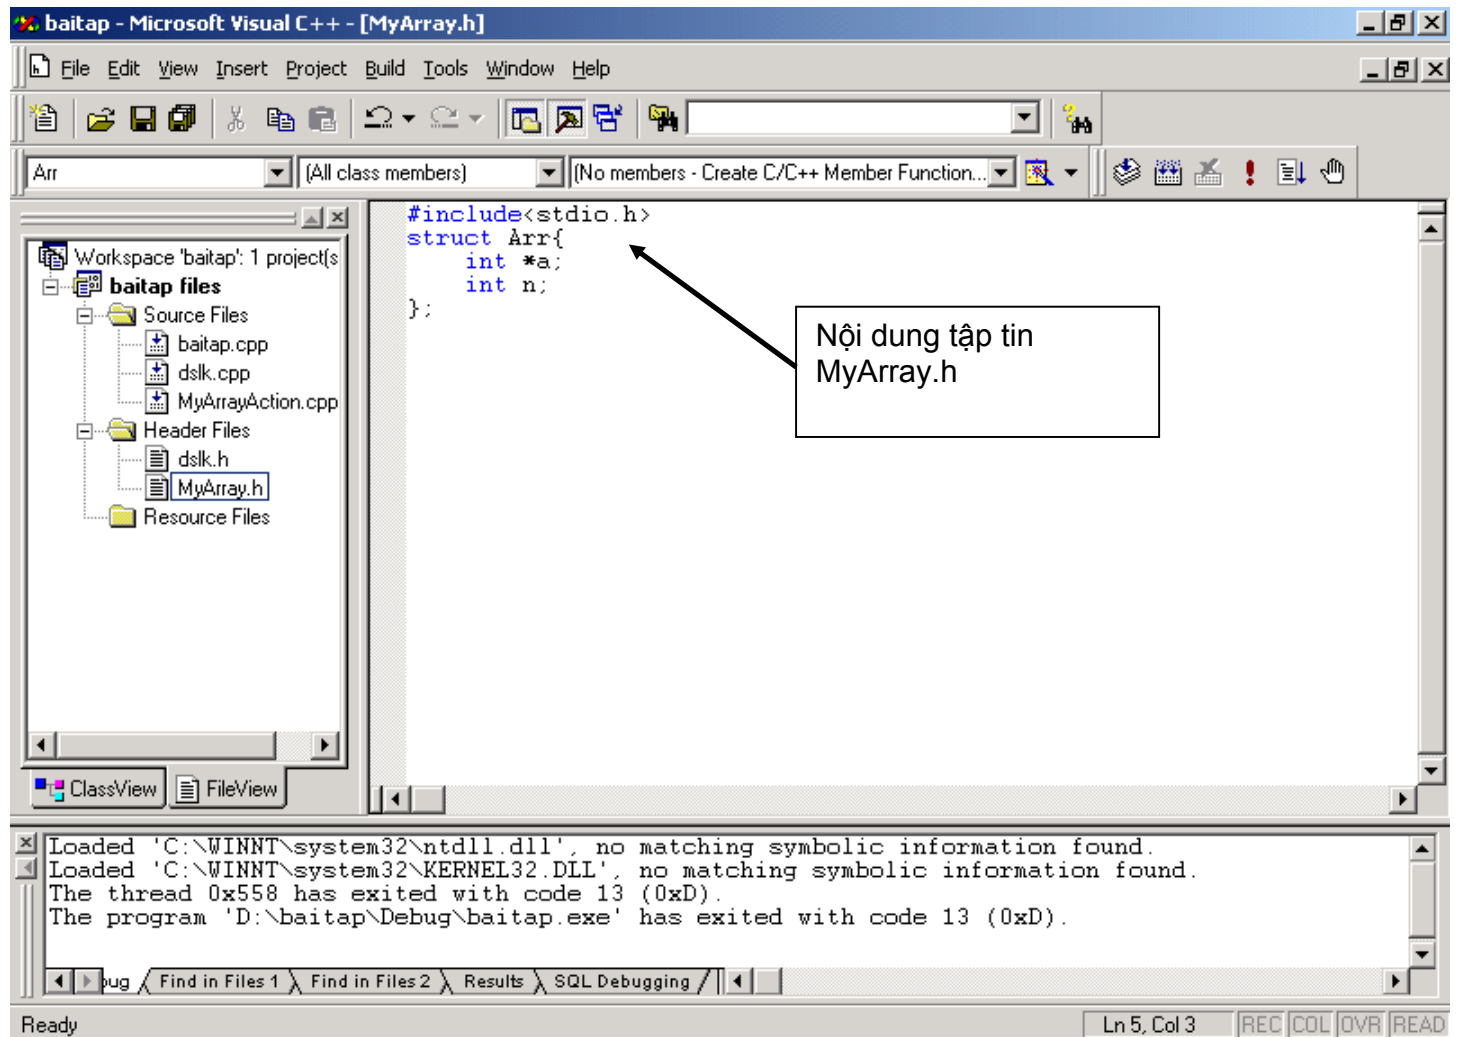 baitap - Microsoft Visual C++ - [MyArray.h]
File Edit View Insert Project Build Tools Window Help
Arr (All class members) (No members - Create C/C++ Member Function...
Workspace 'baitap': 1 project(s
baitap files
Source Files
baitap.cpp
dslk.cpp
MyArrayAction.cpp
Header Files
dslk.h
MyArray.h
Resource Files
ClassView FileView
#include<stdio.h>
struct Arr{
int *a;
int n;
};
Nội dung tập tin
MyArray.h
Loaded 'C:\WINNT\system32\ntdll.dll', no matching symbolic information found.
Loaded 'C:\WINNT\system32\KERNEL32.DLL', no matching symbolic information found.
The thread 0x558 has exited with code 13 (0xD).
The program 'D:\baitap\Debug\baitap.exe' has exited with code 13 (0xD).
bug Find in Files 1 Find in Files 2 Results SQL Debugging
Ready Ln 5, Col 3 REC COL OVR READ